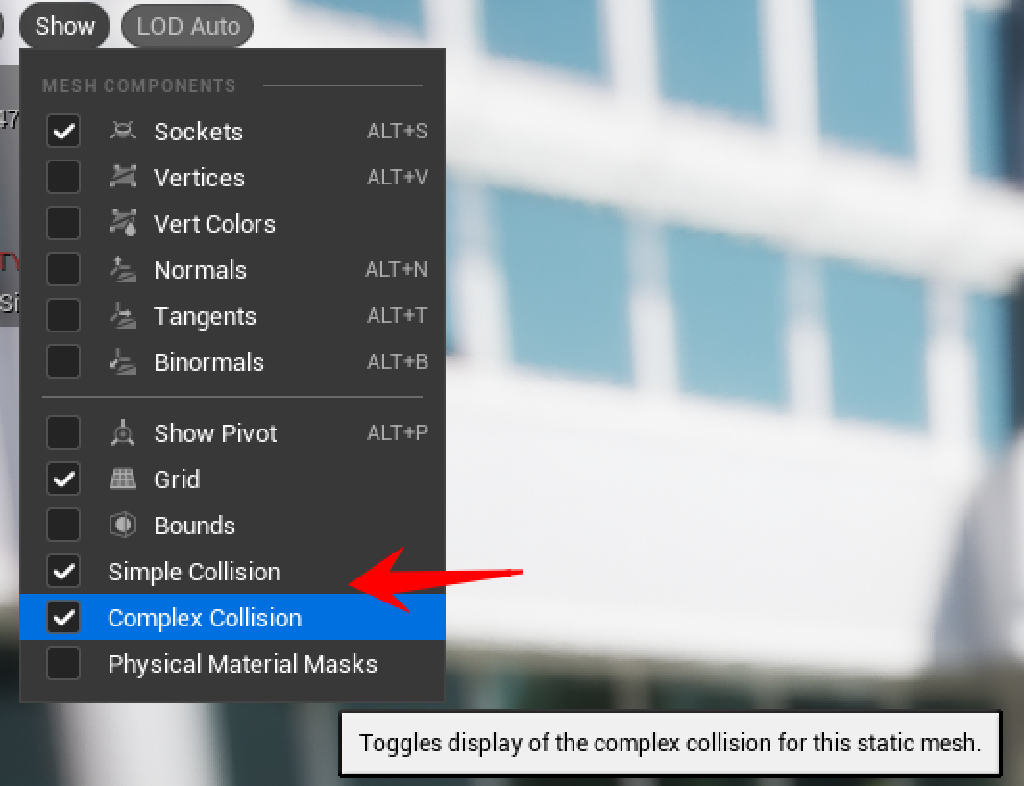 Show LOD Auto
MESH COMPONENTS
Sockets ALT+S
Vertices ALT+V
Vert Colors
Normals ALT+N
Tangents ALT+T
Binormals ALT+B
Show Pivot ALT+P
Grid
Bounds
Simple Collision
Complex Collision
Physical Material Masks
Toggles display of the complex collision for this static mesh.